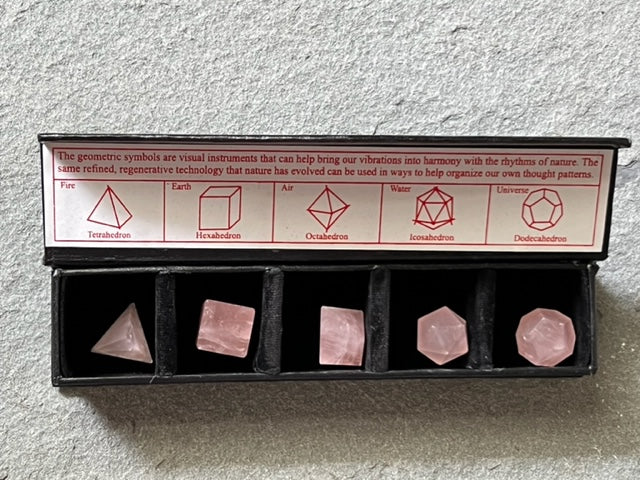 The geometric symbols are visual instruments that can help bring our vibrations into harmony with the rhythms of nature. The
same refined, regenerative technology that nature has evolved can be used in ways to help organize our own thought patterns.
Fire
Tetrahedron
Earth
Hexahedron
Air
Octahedron
Water
Icosahedron
Universe
Dodecahedron